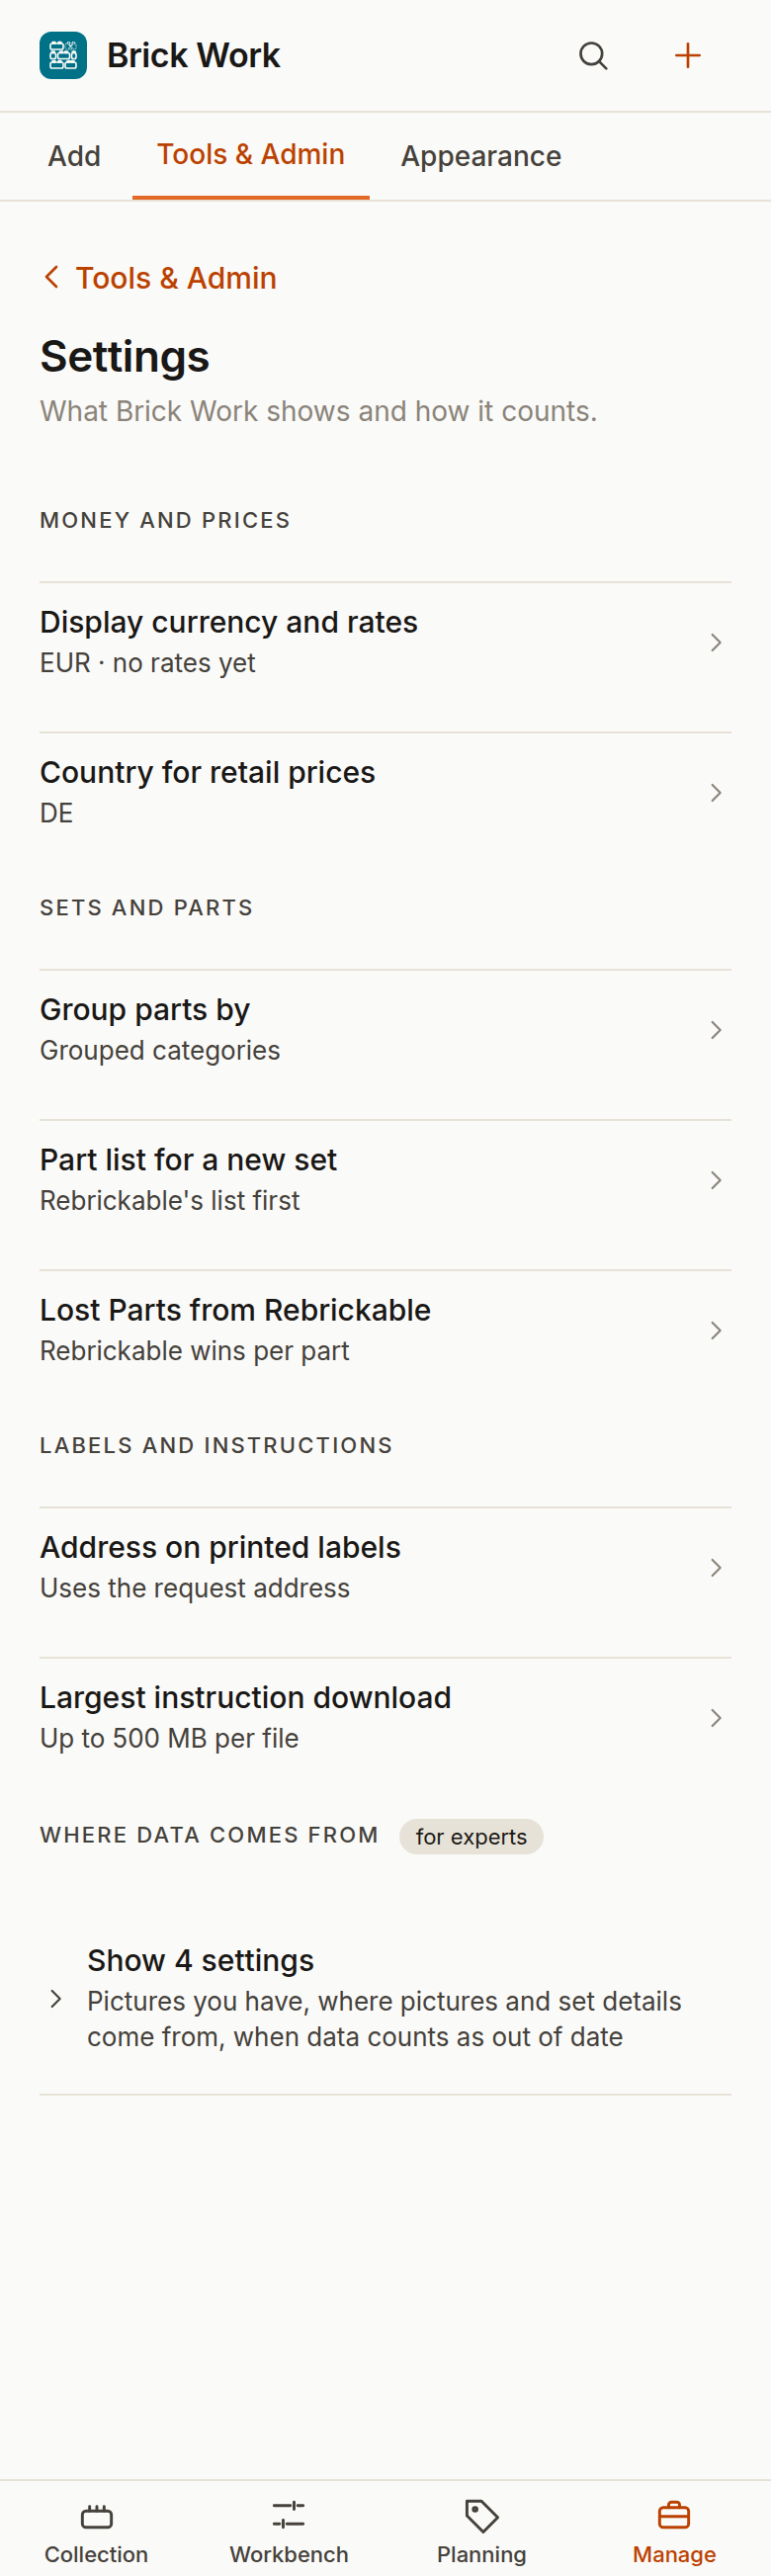 Brick Work
Add
Tools & Admin
Appearance
Tools & Admin
Settings
What Brick Work shows and how it counts.
MONEY AND PRICES
Display currency and rates
EUR · no rates yet
Country for retail prices
DE
SETS AND PARTS
Group parts by
Grouped categories
Part list for a new set
Rebrickable's list first
Lost Parts from Rebrickable
Rebrickable wins per part
LABELS AND INSTRUCTIONS
Address on printed labels
Uses the request address
Largest instruction download
Up to 500 MB per file
WHERE DATA COMES FROM
for experts
Show 4 settings
Pictures you have, where pictures and set details
come from, when data counts as out of date
Collection
Workbench
Planning
Manage